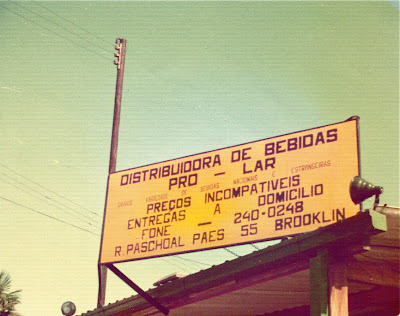 DISTRIBUIDORA DE BEBIDAS
PRO - LAR
GRANDE VARIEDADE DE BEBIDAS NACIONAIS E ESTRANGEIRAS
PREÇOS INCOMPATIVEIS
ENTREGAS A DOMICILIO
FONE - 240-0248
R. PASCHOAL PAES 55 BROOKLIN